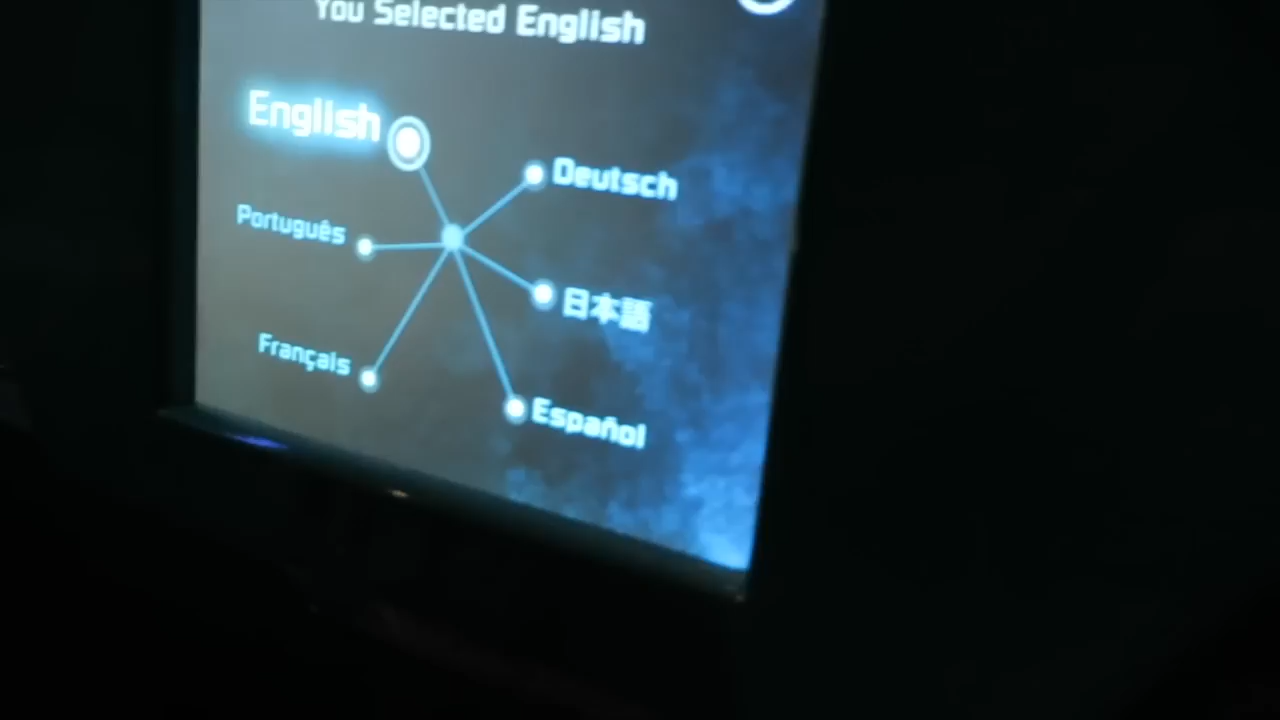 You Selected English
English
Deutsch
Português
日本語
Français
Español